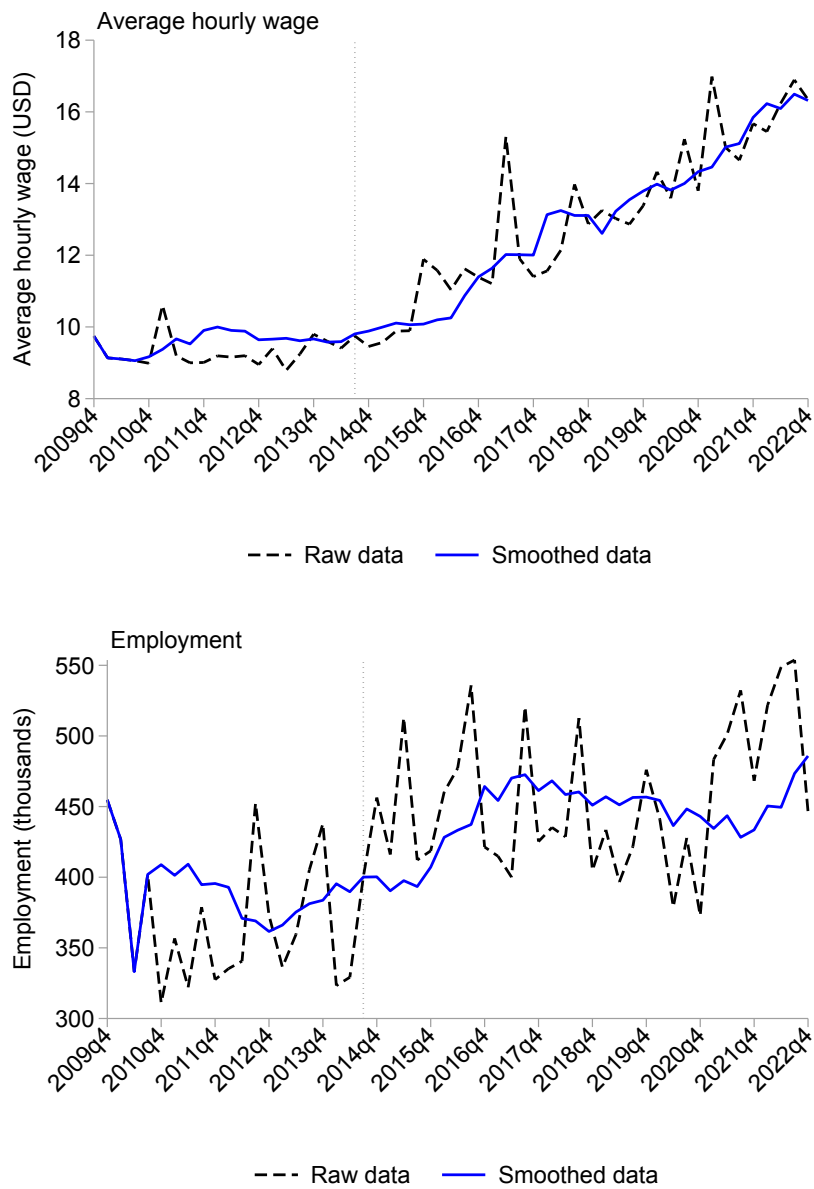 Average hourly wage
Average hourly wage (USD)
18
16
14
12
10
8
2009q4
2010q4
2011q4
2012q4
2013q4
2014q4
2015q4
2016q4
2017q4
2018q4
2019q4
2020q4
2021q4
2022q4
Raw data
Smoothed data
Employment
Employment (thousands)
550
500
450
400
350
300
2009q4
2010q4
2011q4
2012q4
2013q4
2014q4
2015q4
2016q4
2017q4
2018q4
2019q4
2020q4
2021q4
2022q4
Raw data
Smoothed data